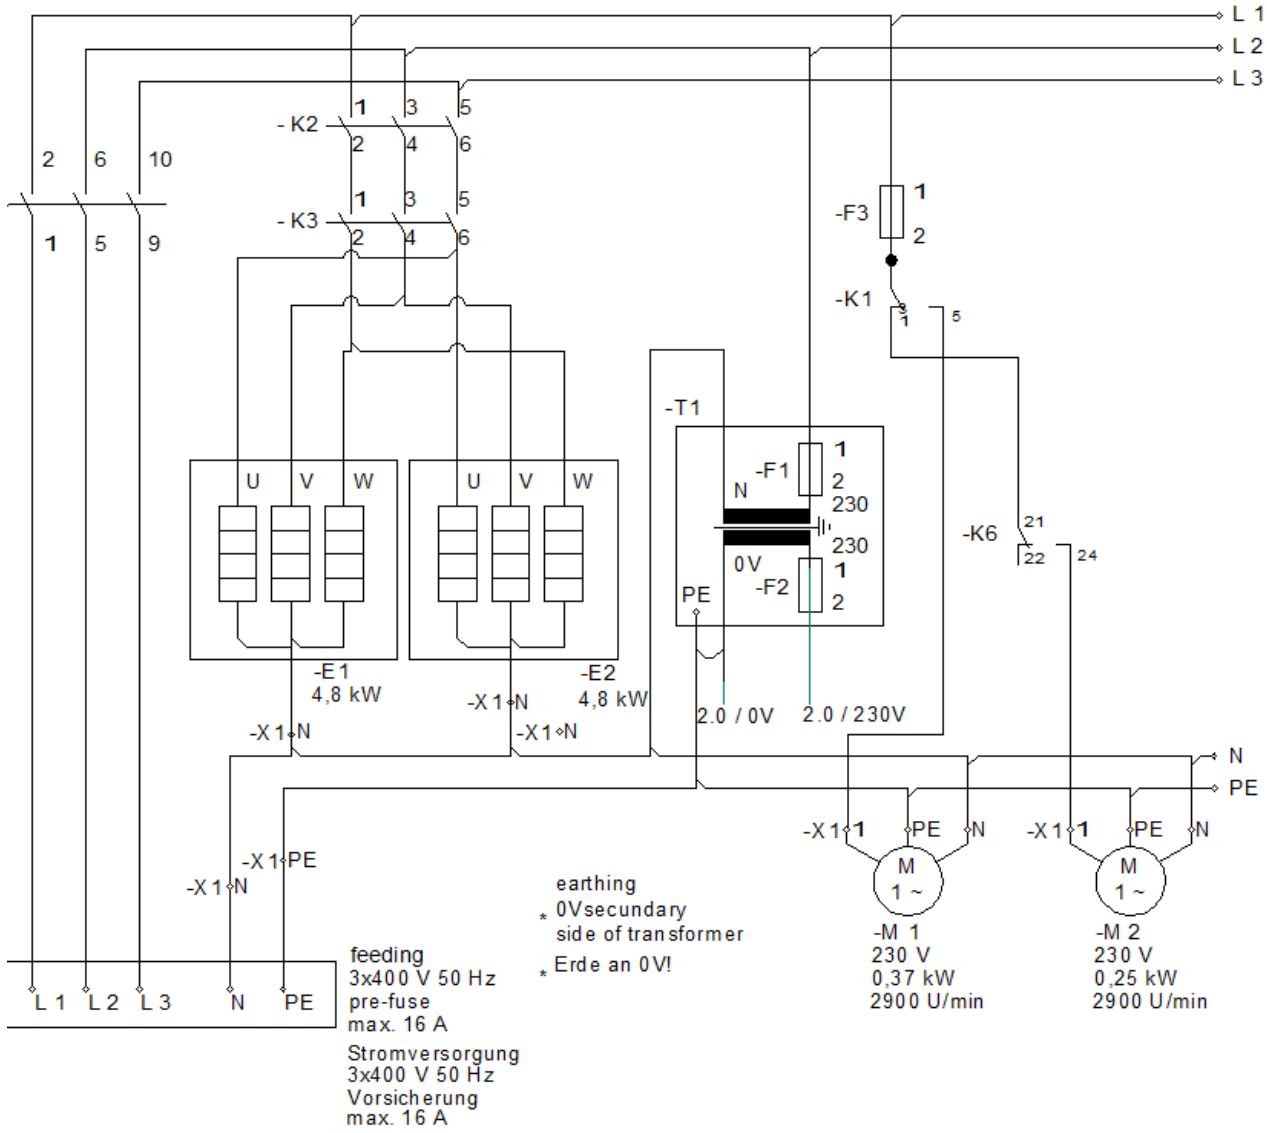 L 1
L 2
L 3
1 3 5
- K2
2 4 6
2 6 10
1 3 5
- K3
2 4 6
1 5 9
1
-F3
2
-K1
3
1
5
-T1
1
-F1
2
N
230
230
0V
1
-F2
2
PE
21
-K6
22
24
U V W
U V W
-E1
4,8 kW
-E2
4,8 kW
-X1 N
-X1 N
-X1 N
2.0 / 0V
2.0 / 230V
N
PE
-X1 1 PE N
-X1 1 PE N
M
1 ~
M
1 ~
-X1 PE
-X1 N
-M 1
230 V
0,37 kW
2900 U/min
-M 2
230 V
0,25 kW
2900 U/min
earthing
* 0Vsecundary
side of transformer
* Erde an 0V!
L 1 L 2 L 3 N PE
feeding
3x400 V 50 Hz
pre-fuse
max. 16 A
Stromversorgung
3x400 V 50 Hz
Vorsicherung
max. 16 A